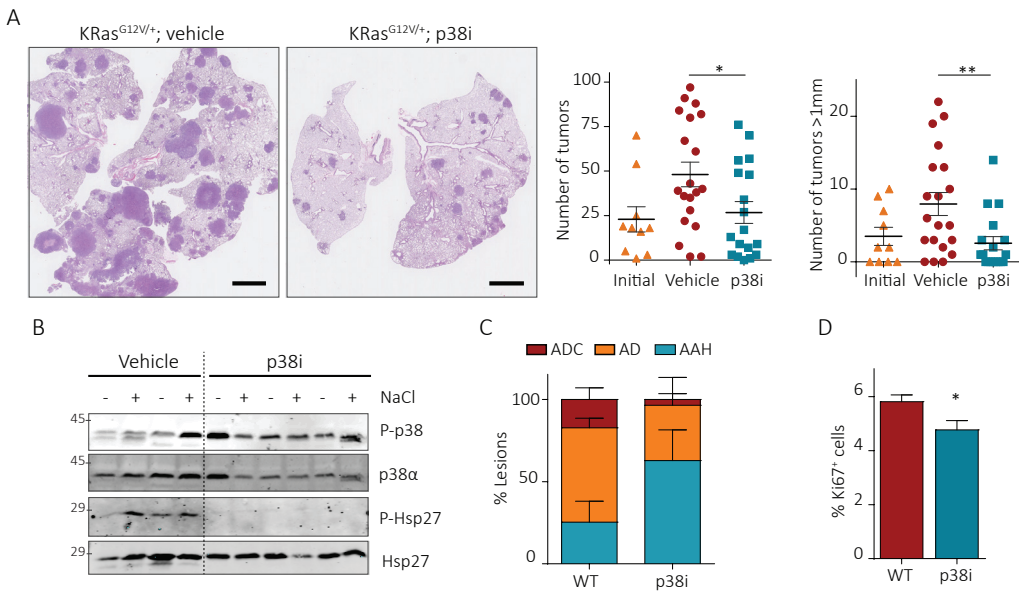 A
KRas^G12V/+; vehicle
KRas^G12V/+; p38i
Number of tumors
100
75
50
25
0
*
Initial Vehicle p38i
Number of tumors >1mm
20
10
0
**
Initial Vehicle p38i
B
Vehicle p38i
- + - + - + - + - + NaCl
45 P-p38
45 p38α
29 P-Hsp27
29 Hsp27
C
ADC AD AAH
% Lesions
100
50
0
WT p38i
D
% Ki67⁺ cells
6
4
2
0
*
WT p38i